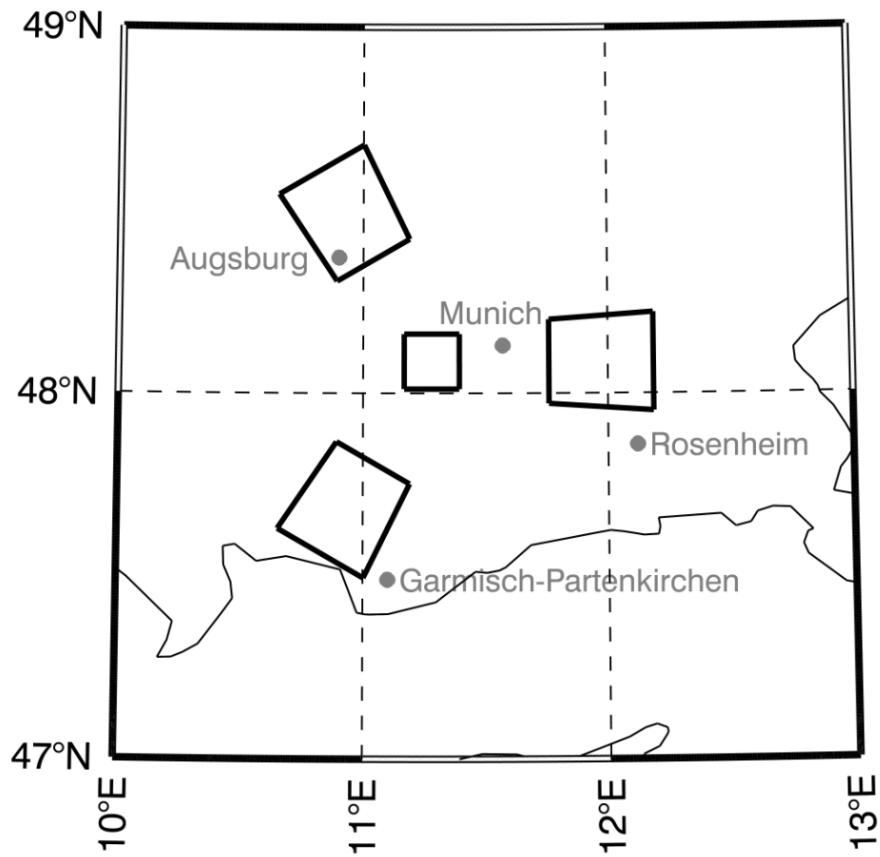 49°N
Augsburg
Munich
48°N
Rosenheim
Garmisch-Partenkirchen
47°N
10°E
11°E
12°E
13°E